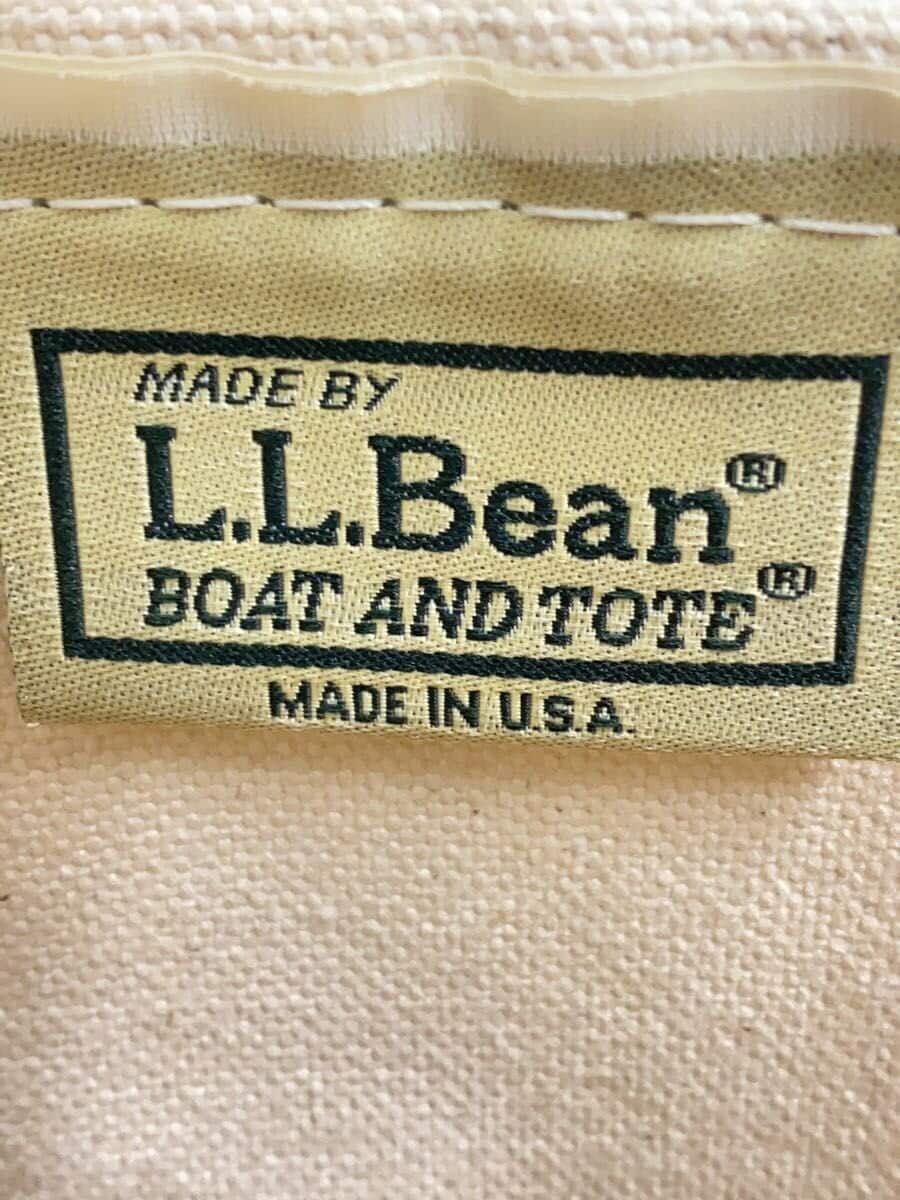 MADE BY
L.L.Bean®
BOAT AND TOTE®
MADE IN U.S.A.